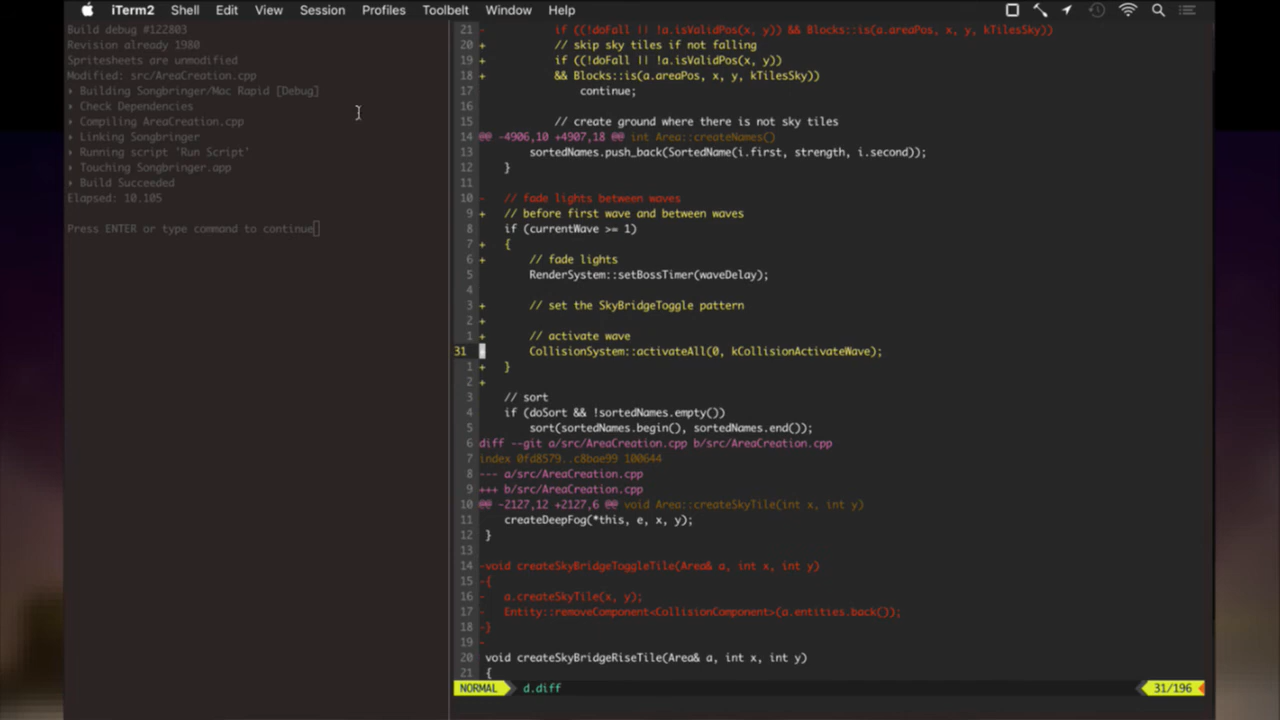 iTerm2 Shell Edit View Session Profiles Toolbelt Window Help
Build debug #122803
Revision already 1980
Spritesheets are unmodified
Modified: src/AreaCreation.cpp
▸ Building Songbringer/Mac Rapid [Debug]
▸ Check Dependencies
▸ Compiling AreaCreation.cpp
▸ Linking Songbringer
▸ Running script 'Run Script'
▸ Touching Songbringer.app
▸ Build Succeeded
Elapsed: 10.105
Press ENTER or type command to continue
21 - if ((!doFall || !a.isValidPos(x, y)) && Blocks::is(a.areaPos, x, y, kTilesSky))
20 + // skip sky tiles if not falling
19 + if ((!doFall || !a.isValidPos(x, y))
18 + && Blocks::is(a.areaPos, x, y, kTilesSky))
17 continue;
16
15 // create ground where there is not sky tiles
14 @@ -4906,10 +4907,18 @@ int Area::createNames()
13 sortedNames.push_back(SortedName(i.first, strength, i.second));
12 }
11
10 - // fade lights between waves
9 + // before first wave and between waves
8 if (currentWave >= 1)
7 + {
6 + // fade lights
5 RenderSystem::setBossTimer(waveDelay);
4
3 + // set the SkyBridgeToggle pattern
2 +
1 + // activate wave
31 CollisionSystem::activateAll(0, kCollisionActivateWave);
1 + }
2 +
3 // sort
4 if (doSort && !sortedNames.empty())
5 sort(sortedNames.begin(), sortedNames.end());
6 diff --git a/src/AreaCreation.cpp b/src/AreaCreation.cpp
7 index 0fd8579..c8bae99 100644
8 --- a/src/AreaCreation.cpp
9 +++ b/src/AreaCreation.cpp
10 @@ -2127,12 +2127,6 @@ void Area::createSkyTile(int x, int y)
11 createDeepFog(*this, e, x, y);
12 }
13
14 -void createSkyBridgeToggleTile(Area& a, int x, int y)
15 -{
16 - a.createSkyTile(x, y);
17 - Entity::removeComponent<CollisionComponent>(a.entities.back());
18 -}
19 -
20 void createSkyBridgeRiseTile(Area& a, int x, int y)
21 {
NORMAL d.diff 31/196